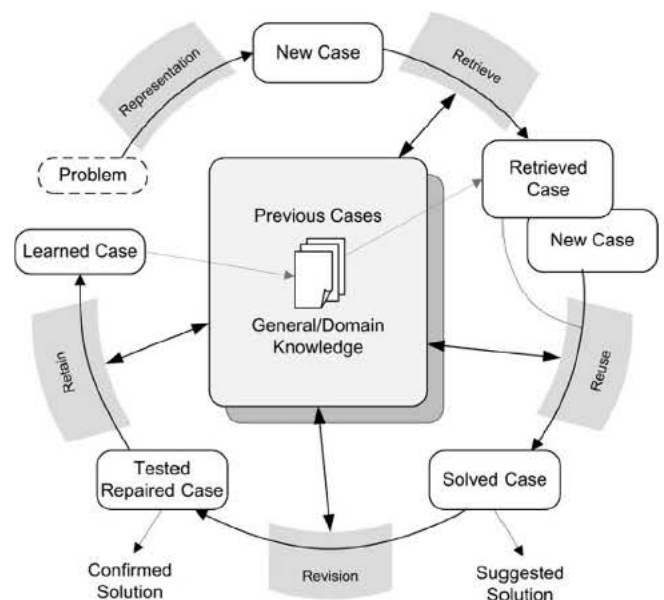 Representation
New Case
Retrieve
Problem
Retrieved
Case
New Case
Previous Cases
General/Domain
Knowledge
Learned Case
Retain
Reuse
Tested
Repaired Case
Solved Case
Revision
Confirmed
Solution
Suggested
Solution